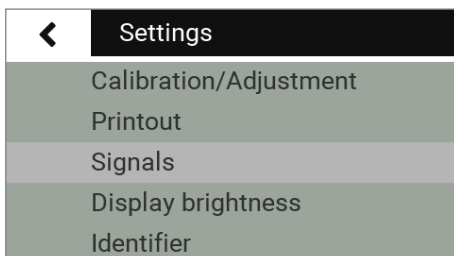 Settings
Calibration/Adjustment
Printout
Signals
Display brightness
Identifier